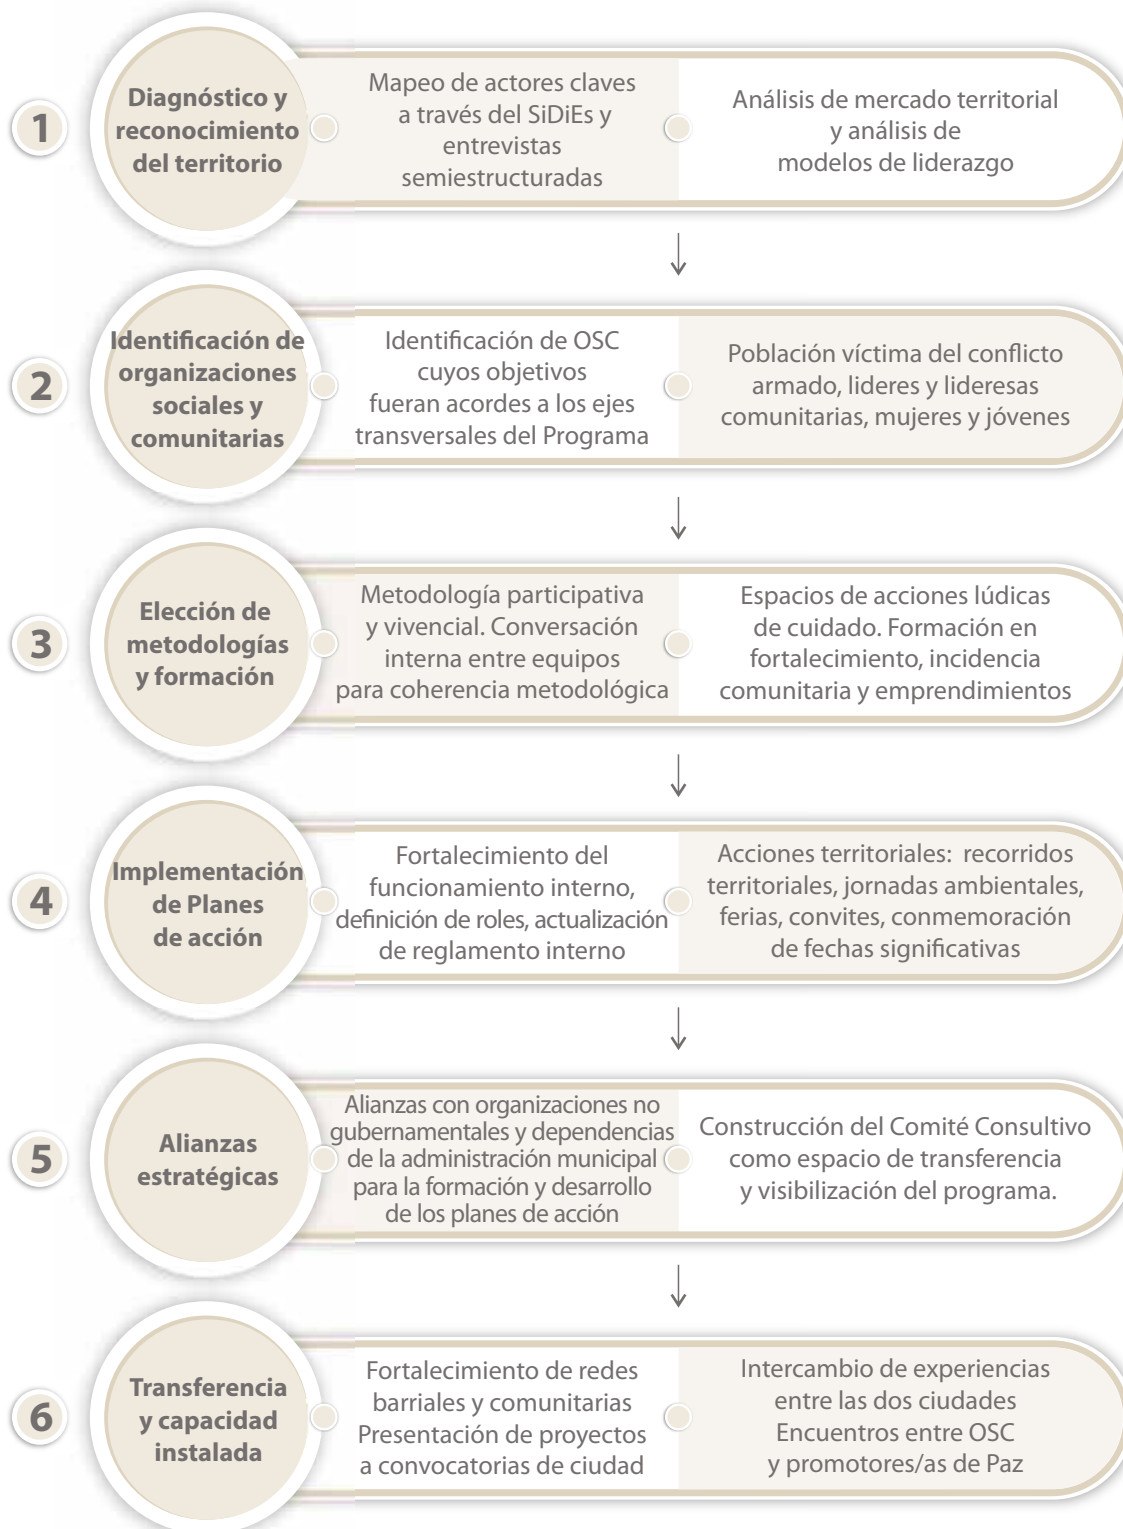 1
Diagnóstico y
reconocimiento
del territorio
Mapeo de actores claves
a través del SiDiEs y
entrevistas
semiestructuradas
Análisis de mercado territorial
y análisis de
modelos de liderazgo
2
Identificación de
organizaciones
sociales y
comunitarias
Identificación de OSC
cuyos objetivos
fueran acordes a los ejes
transversales del Programa
Población víctima del conflicto
armado, lideres y lideresas
comunitarias, mujeres y jóvenes
3
Elección de
metodologías
y formación
Metodología participativa
y vivencial. Conversación
interna entre equipos
para coherencia metodológica
Espacios de acciones lúdicas
de cuidado. Formación en
fortalecimiento, incidencia
comunitaria y emprendimientos
4
Implementación
de Planes
de acción
Fortalecimiento del
funcionamiento interno,
definición de roles, actualización
de reglamento interno
Acciones territoriales: recorridos
territoriales, jornadas ambientales,
ferias, convites, conmemoración
de fechas significativas
5
Alianzas
estratégicas
Alianzas con organizaciones no
gubernamentales y dependencias
de la administración municipal
para la formación y desarrollo
de los planes de acción
Construcción del Comité Consultivo
como espacio de transferencia
y visibilización del programa.
6
Transferencia
y capacidad
instalada
Fortalecimiento de redes
barriales y comunitarias
Presentación de proyectos
a convocatorias de ciudad
Intercambio de experiencias
entre las dos ciudades
Encuentros entre OSC
y promotores/as de Paz